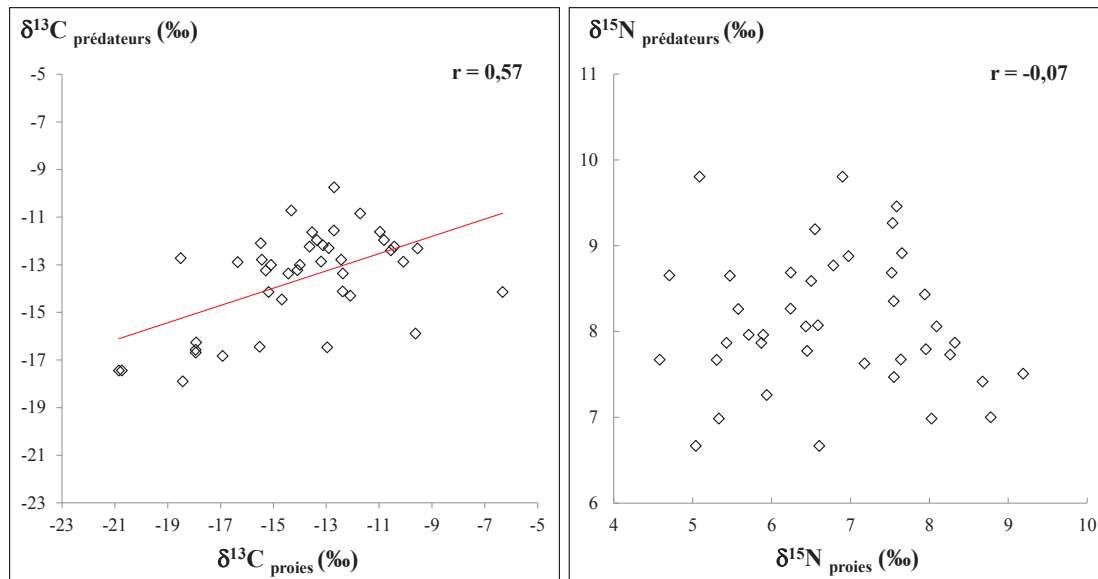 δ¹³C prédateurs (‰)
r = 0,57
-5
-7
-9
-11
-13
-15
-17
-19
-21
-23
-23 -21 -19 -17 -15 -13 -11 -9 -7 -5
δ¹³C proies (‰)
δ¹⁵N prédateurs (‰)
r = -0,07
11
10
9
8
7
6
4 5 6 7 8 9 10
δ¹⁵N proies (‰)